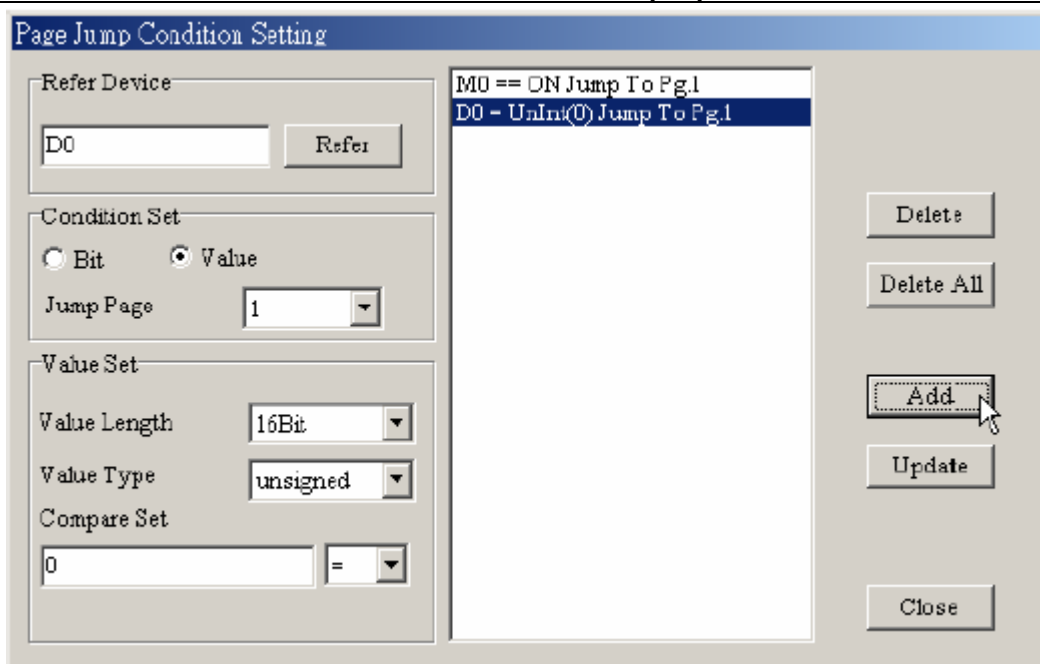 Page Jump Condition Setting
Refer Device
D0
Refer
Condition Set
Bit
Value
Jump Page
1
Value Set
Value Length
16Bit
Value Type
unsigned
Compare Set
0
=
M0 == ON Jump To Pg.1
D0 = UnInt(0) Jump To Pg.1
Delete
Delete All
Add
Update
Close